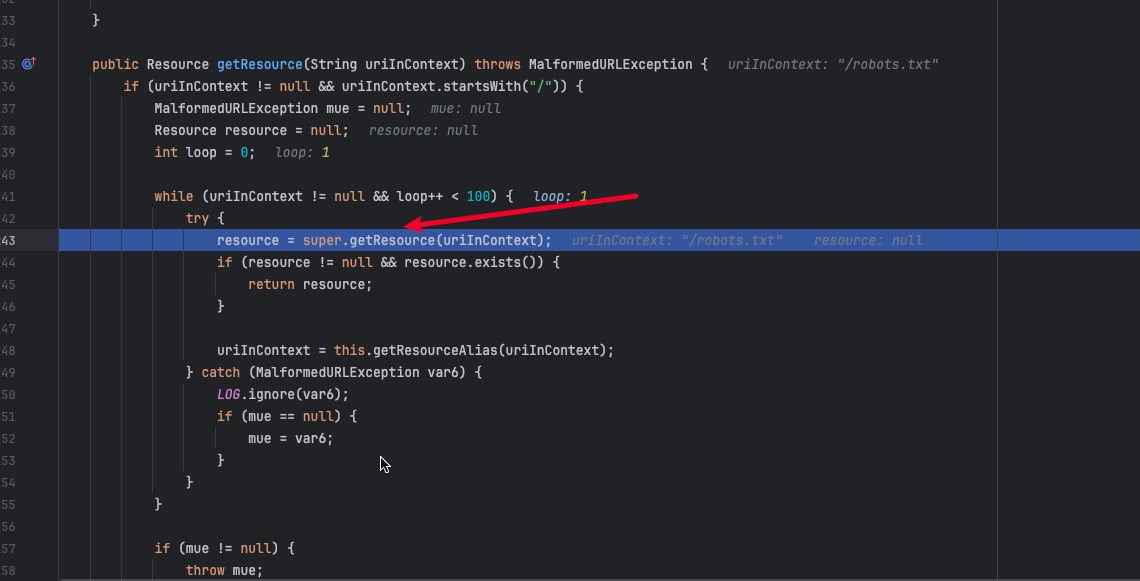 33 }
34
35 public Resource getResource(String uriInContext) throws MalformedURLException { uriInContext: "/robots.txt"
36 if (uriInContext != null && uriInContext.startsWith("/")) {
37 MalformedURLException mue = null; mue: null
38 Resource resource = null; resource: null
39 int loop = 0; loop: 1
40
41 while (uriInContext != null && loop++ < 100) { loop: 1
42 try {
43 resource = super.getResource(uriInContext); uriInContext: "/robots.txt" resource: null
44 if (resource != null && resource.exists()) {
45 return resource;
46 }
47
48 uriInContext = this.getResourceAlias(uriInContext);
49 } catch (MalformedURLException var6) {
50 LOG.ignore(var6);
51 if (mue == null) {
52 mue = var6;
53 }
54 }
55 }
56
57 if (mue != null) {
58 throw mue;